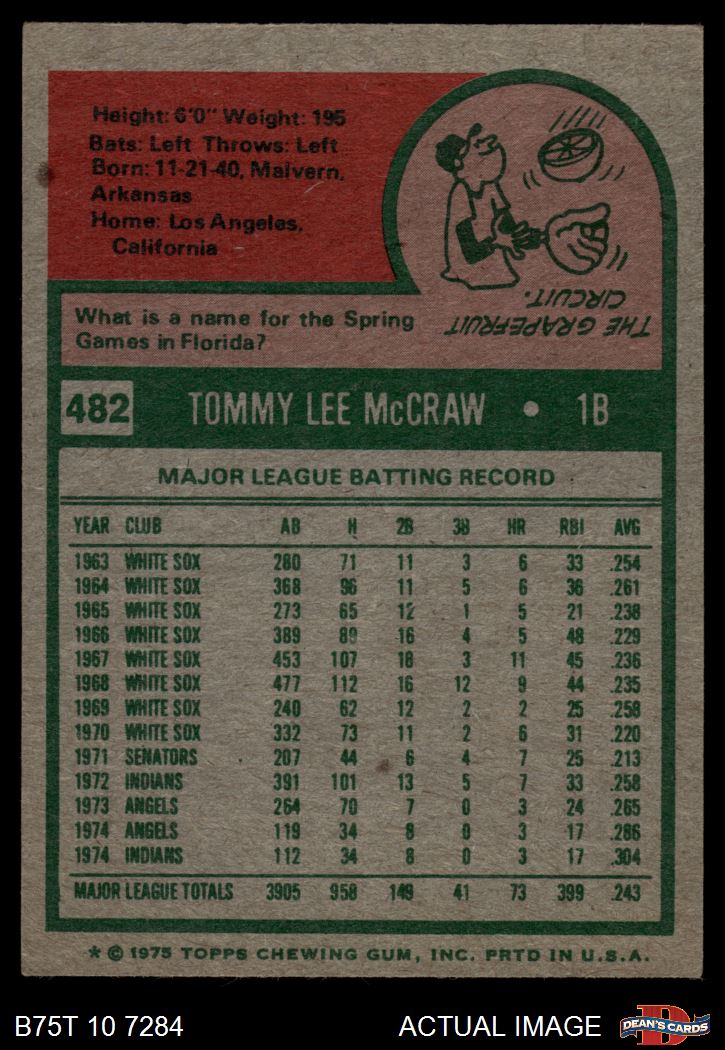 Height: 6'0" Weight: 195
Bats: Left Throws: Left
Born: 11-21-40, Malvern,
Arkansas
Home: Los Angeles,
California
What is a name for the Spring
Games in Florida?
THE GRAPEFRUIT
CIRCUIT.
482 TOMMY LEE McCRAW • 1B
MAJOR LEAGUE BATTING RECORD
YEAR CLUB AB H 2B 3B HR RBI AVG
1963 WHITE SOX 280 71 11 3 6 33 .254
1964 WHITE SOX 368 96 11 5 6 36 .261
1965 WHITE SOX 273 65 12 1 5 21 .238
1966 WHITE SOX 389 89 16 4 5 48 .229
1967 WHITE SOX 453 107 18 3 11 45 .236
1968 WHITE SOX 477 112 16 12 9 44 .235
1969 WHITE SOX 240 62 12 2 2 25 .258
1970 WHITE SOX 332 73 11 2 6 31 .220
1971 SENATORS 207 44 6 4 7 25 .213
1972 INDIANS 391 101 13 5 7 33 .258
1973 ANGELS 264 70 7 0 3 24 .265
1974 ANGELS 119 34 8 0 3 17 .286
1974 INDIANS 112 34 8 0 3 17 .304
MAJOR LEAGUE TOTALS 3905 958 149 41 73 399 .243
* © 1975 TOPPS CHEWING GUM, INC. PRTD IN U.S.A.
B75T 10 7284 ACTUAL IMAGE
D
DEAN'S CARDS